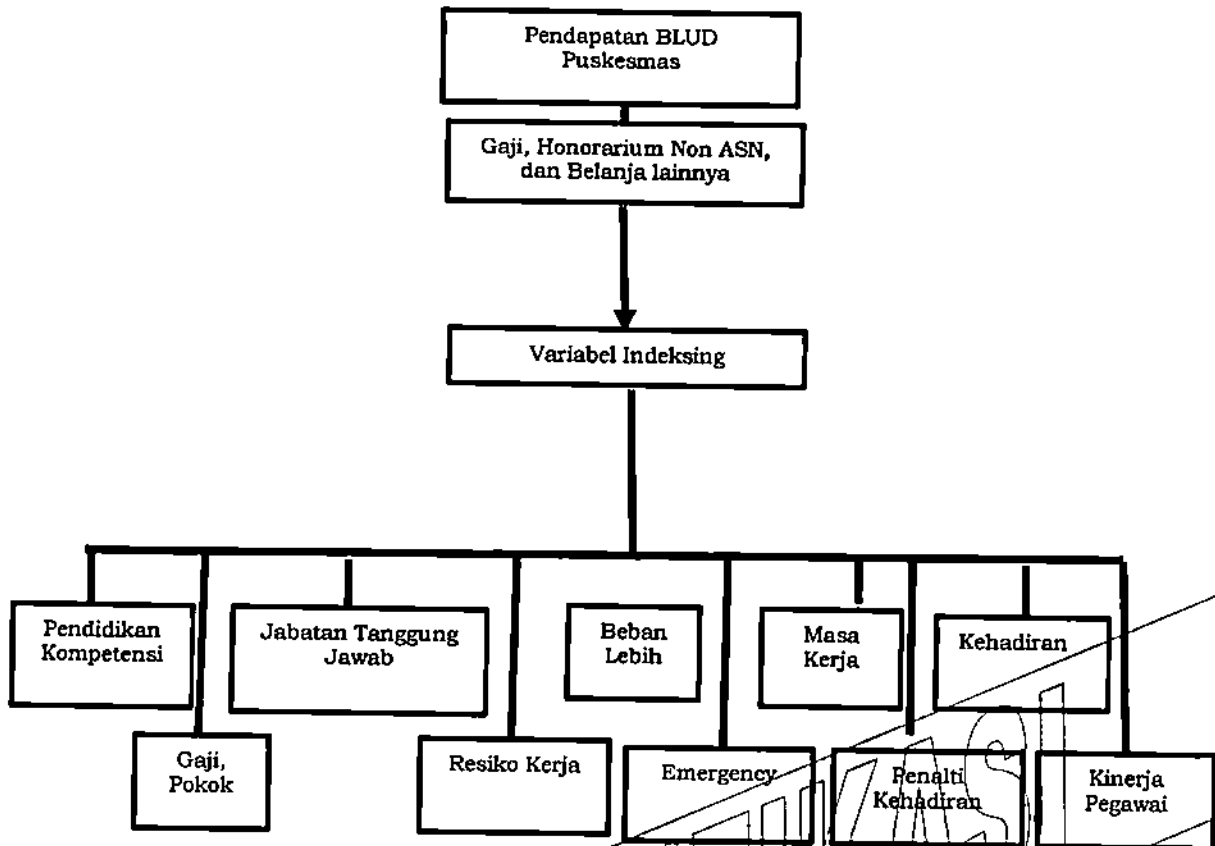 Pendapatan BLUD
Puskesmas
Gaji, Honorarium Non ASN,
dan Belanja lainnya
Variabel Indeksing
Pendidikan
Kompetensi
Jabatan Tanggung
Jawab
Beban
Lebih
Masa
Kerja
Kehadiran
Gaji,
Pokok
Resiko Kerja
Emergency
Penalti
Kehadiran
Kinerja
Pegawai